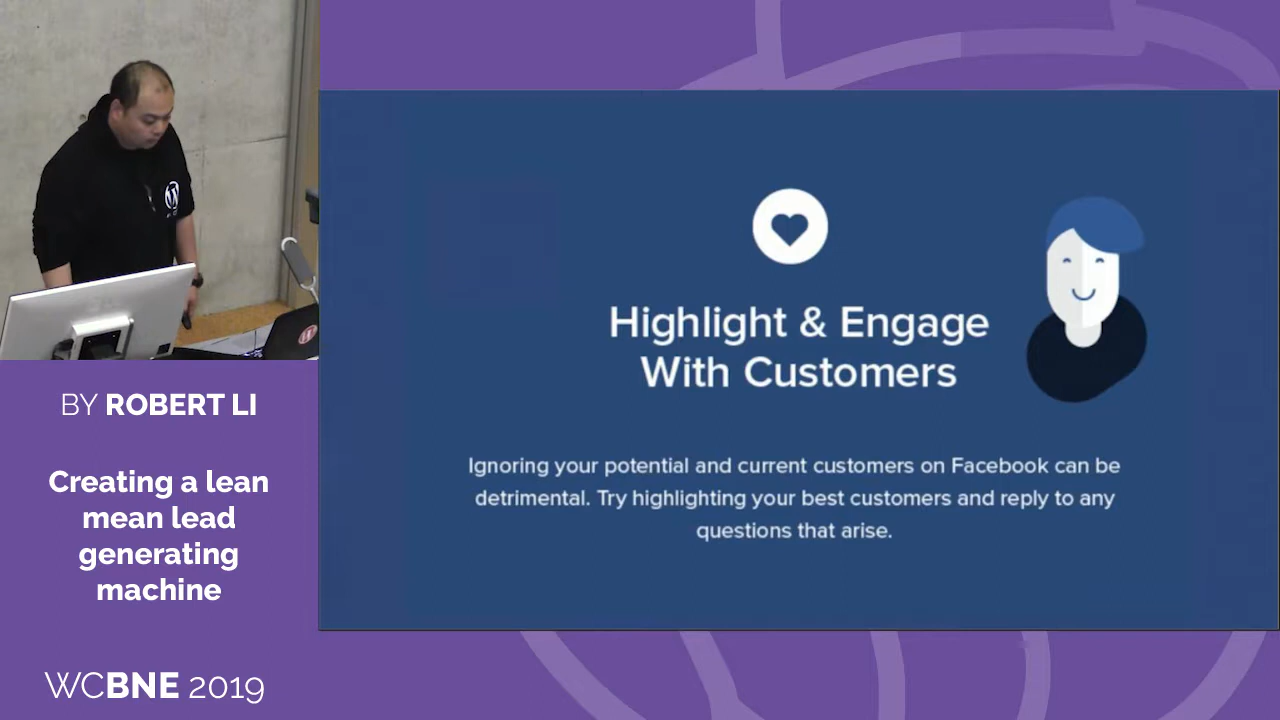 BY ROBERT LI
Creating a lean
mean lead
generating
machine
WCBNE 2019
Highlight & Engage
With Customers
Ignoring your potential and current customers on Facebook can be
detrimental. Try highlighting your best customers and reply to any
questions that arise.